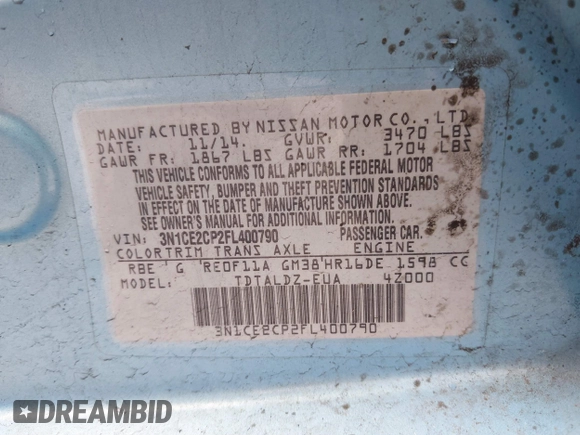 MANUFACTURED BY NISSAN MOTOR CO., LTD.
DATE: 11/14. GVWR: 3470 LBS
GAWR FR: 1867 LBS GAWR RR: 1704 LBS
THIS VEHICLE CONFORMS TO ALL APPLICABLE FEDERAL MOTOR
VEHICLE SAFETY, BUMPER AND THEFT PREVENTION STANDARDS
IN EFFECT ON THE DATE OF MANUFACTURE SHOWN ABOVE.
SEE OWNER'S MANUAL FOR ADDITIONAL INFORMATION.
VIN: 3N1CE2CP2FL400790 PASSENGER CAR.
COLOR TRIM TRANS AXLE ENGINE
RBE G RE0F11A GM38 HR16DE 1598 CC
MODEL: TDTALDZ-EUA 4Z000
3N1CE2CP2FL400790
DREAMBID